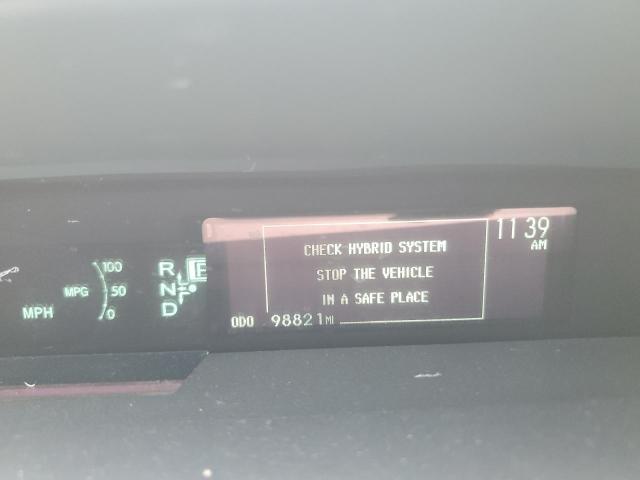 11 39
AM
CHECK HYBRID SYSTEM
STOP THE VEHICLE
IN A SAFE PLACE
ODO 98821 MI
MPH
MPG
100
50
0
R
N
D
P